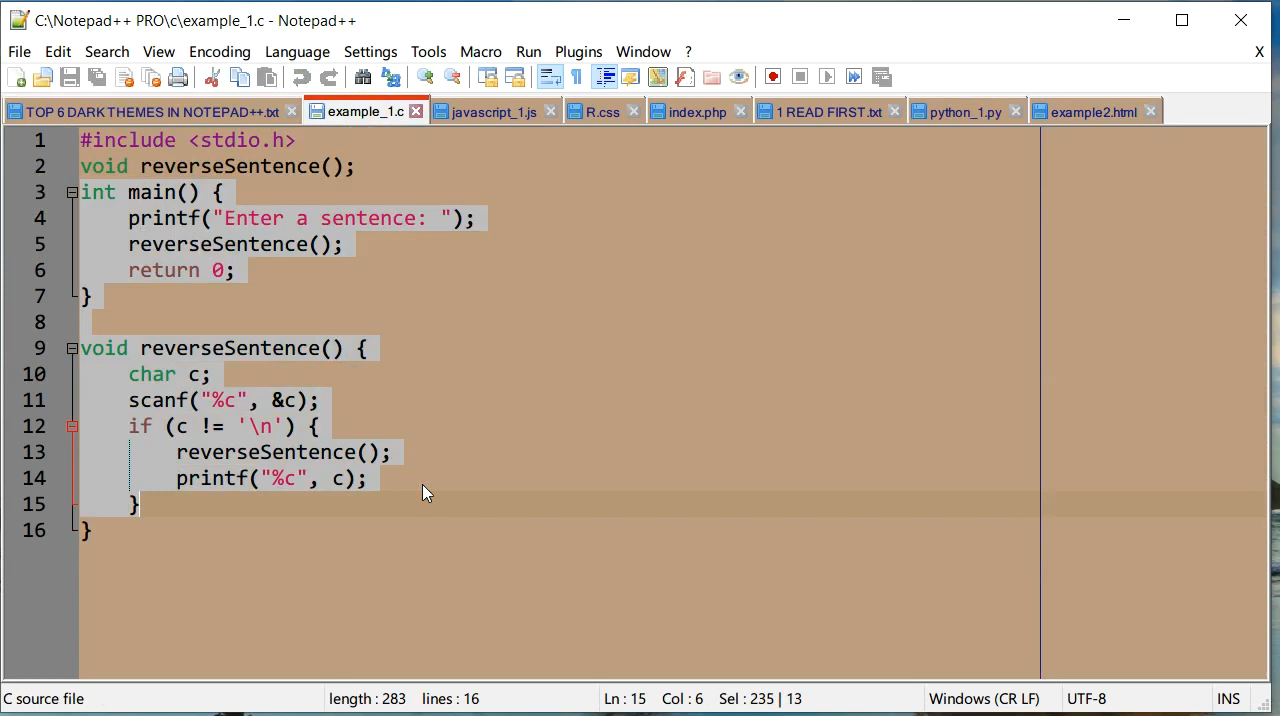 C:\Notepad++ PRO\c\example_1.c - Notepad++
File Edit Search View Encoding Language Settings Tools Macro Run Plugins Window ? X
TOP 6 DARK THEMES IN NOTEPAD++.txt example_1.c javascript_1.js R.css index.php 1 READ FIRST.txt python_1.py example2.html
1 #include <stdio.h>
2 void reverseSentence();
3 int main() {
4     printf("Enter a sentence: ");
5     reverseSentence();
6     return 0;
7 }
8
9 void reverseSentence() {
10     char c;
11     scanf("%c", &c);
12     if (c != '\n') {
13         reverseSentence();
14         printf("%c", c);
15     }
16 }
C source file length : 283 lines : 16 Ln : 15 Col : 6 Sel : 235 | 13 Windows (CR LF) UTF-8 INS